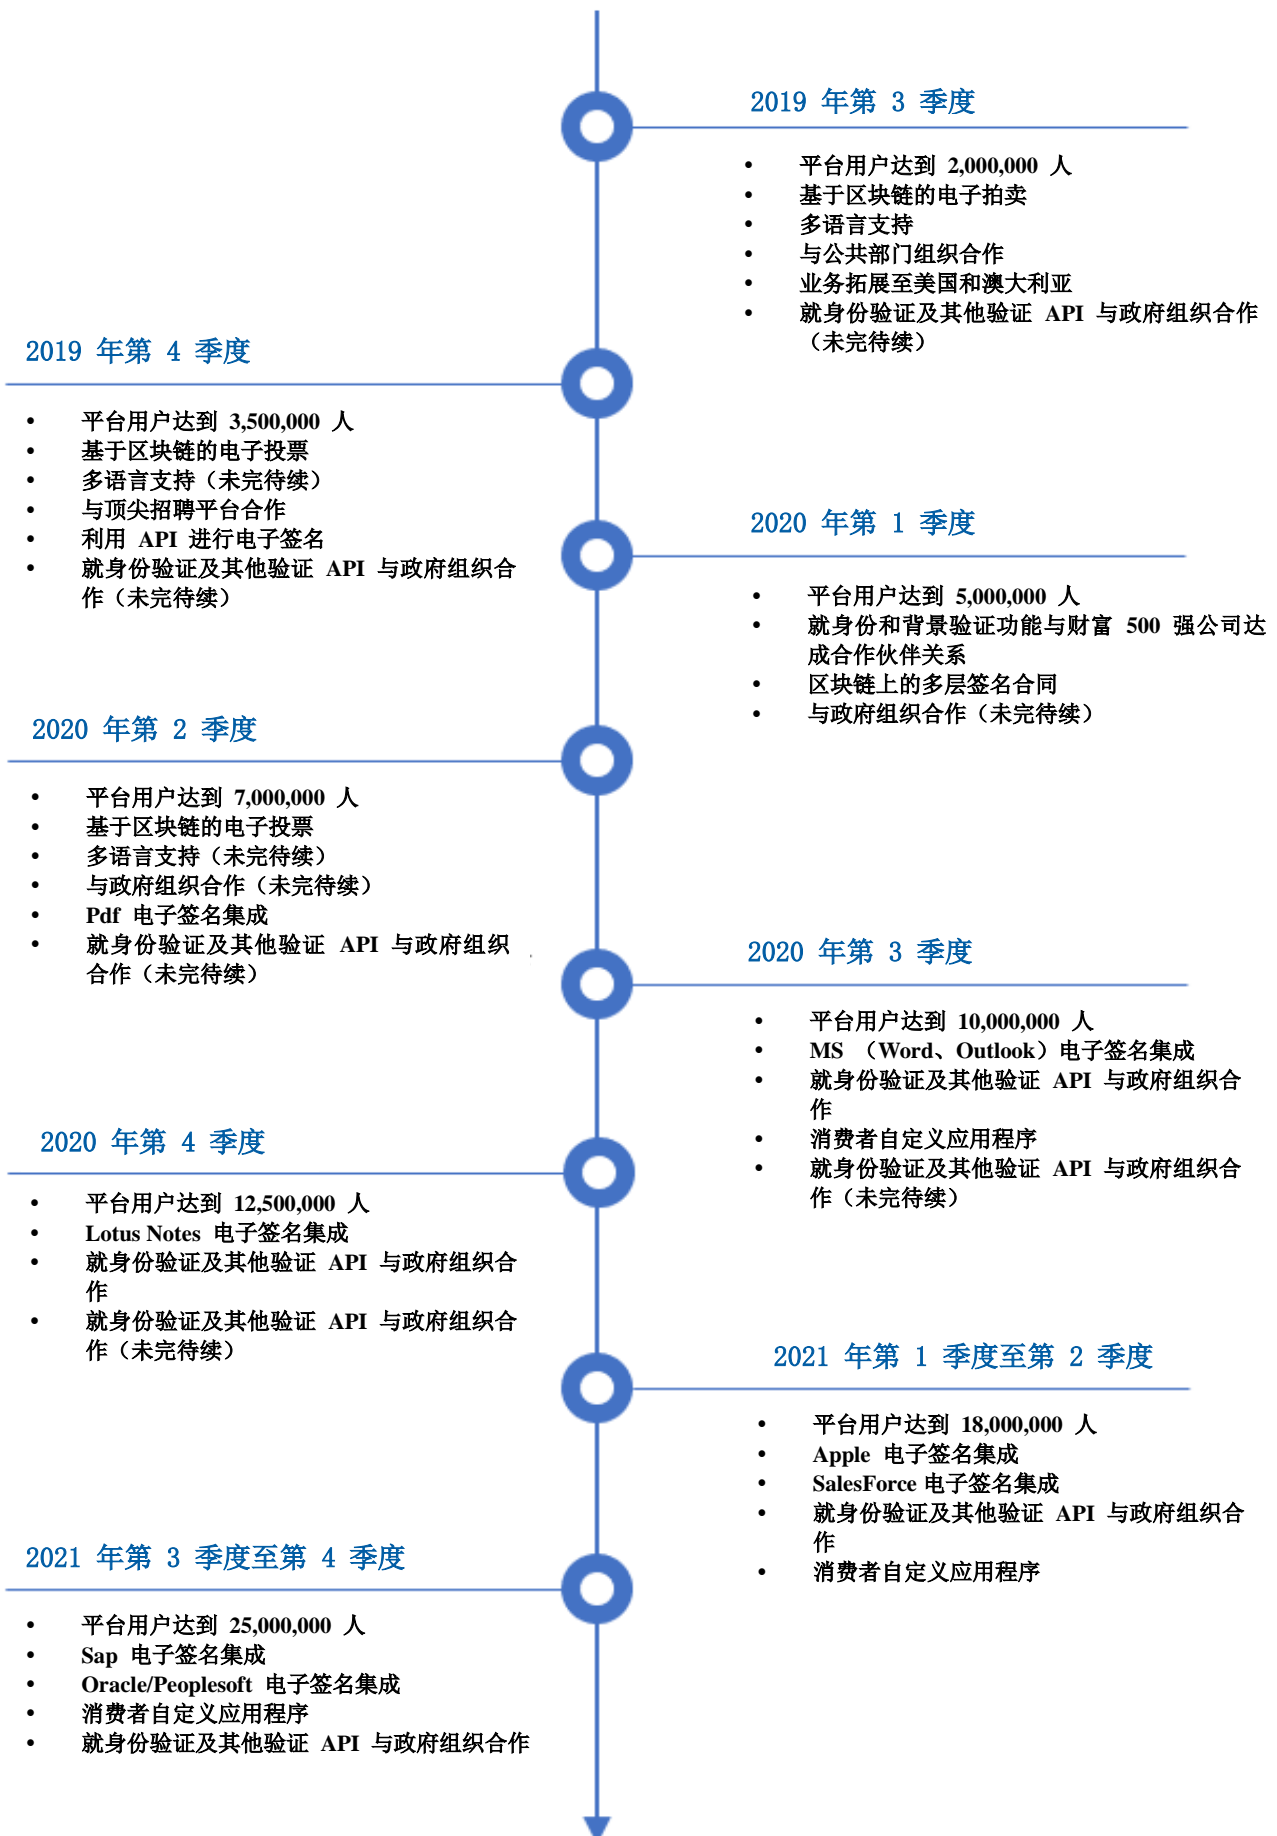 2019 年第 3 季度
• 平台用户达到 2,000,000 人
• 基于区块链的电子拍卖
• 多语言支持
• 与公共部门组织合作
• 业务拓展至美国和澳大利亚
• 就身份验证及其他验证 API 与政府组织合作
（未完待续）
2019 年第 4 季度
• 平台用户达到 3,500,000 人
• 基于区块链的电子投票
• 多语言支持（未完待续）
• 与顶尖招聘平台合作
• 利用 API 进行电子签名
• 就身份验证及其他验证 API 与政府组织合
作（未完待续）
2020 年第 1 季度
• 平台用户达到 5,000,000 人
• 就身份和背景验证功能与财富 500 强公司达
成合作伙伴关系
• 区块链上的多层签名合同
• 与政府组织合作（未完待续）
2020 年第 2 季度
• 平台用户达到 7,000,000 人
• 基于区块链的电子投票
• 多语言支持（未完待续）
• 与政府组织合作（未完待续）
• Pdf 电子签名集成
• 就身份验证及其他验证 API 与政府组织
合作（未完待续）
2020 年第 3 季度
• 平台用户达到 10,000,000 人
• MS （Word、Outlook）电子签名集成
• 就身份验证及其他验证 API 与政府组织合
作
• 消费者自定义应用程序
• 就身份验证及其他验证 API 与政府组织合
作（未完待续）
2020 年第 4 季度
• 平台用户达到 12,500,000 人
• Lotus Notes 电子签名集成
• 就身份验证及其他验证 API 与政府组织合
作
• 就身份验证及其他验证 API 与政府组织合
作（未完待续）
2021 年第 1 季度至第 2 季度
• 平台用户达到 18,000,000 人
• Apple 电子签名集成
• SalesForce 电子签名集成
• 就身份验证及其他验证 API 与政府组织合
作
• 消费者自定义应用程序
2021 年第 3 季度至第 4 季度
• 平台用户达到 25,000,000 人
• Sap 电子签名集成
• Oracle/Peoplesoft 电子签名集成
• 消费者自定义应用程序
• 就身份验证及其他验证 API 与政府组织合作